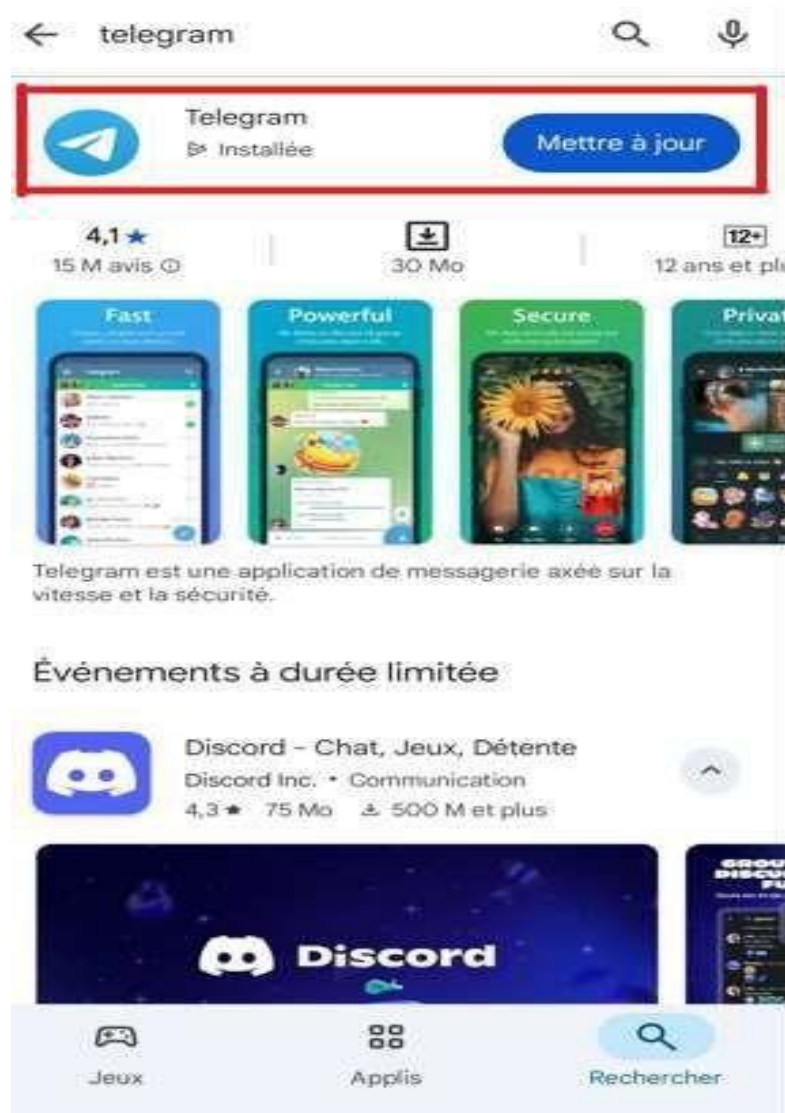 telegram
Telegram
Installée
Mettre à jour
4,1 ★
15 M avis
30 Mo
12+
12 ans et plu
Fast
Powerful
Secure
Privat
Telegram est une application de messagerie axée sur la
vitesse et la sécurité.
Événements à durée limitée
Discord – Chat, Jeux, Détente
Discord Inc. • Communication
4,3 ★ 75 Mo 500 M et plus
Discord
Jeux
Applis
Rechercher